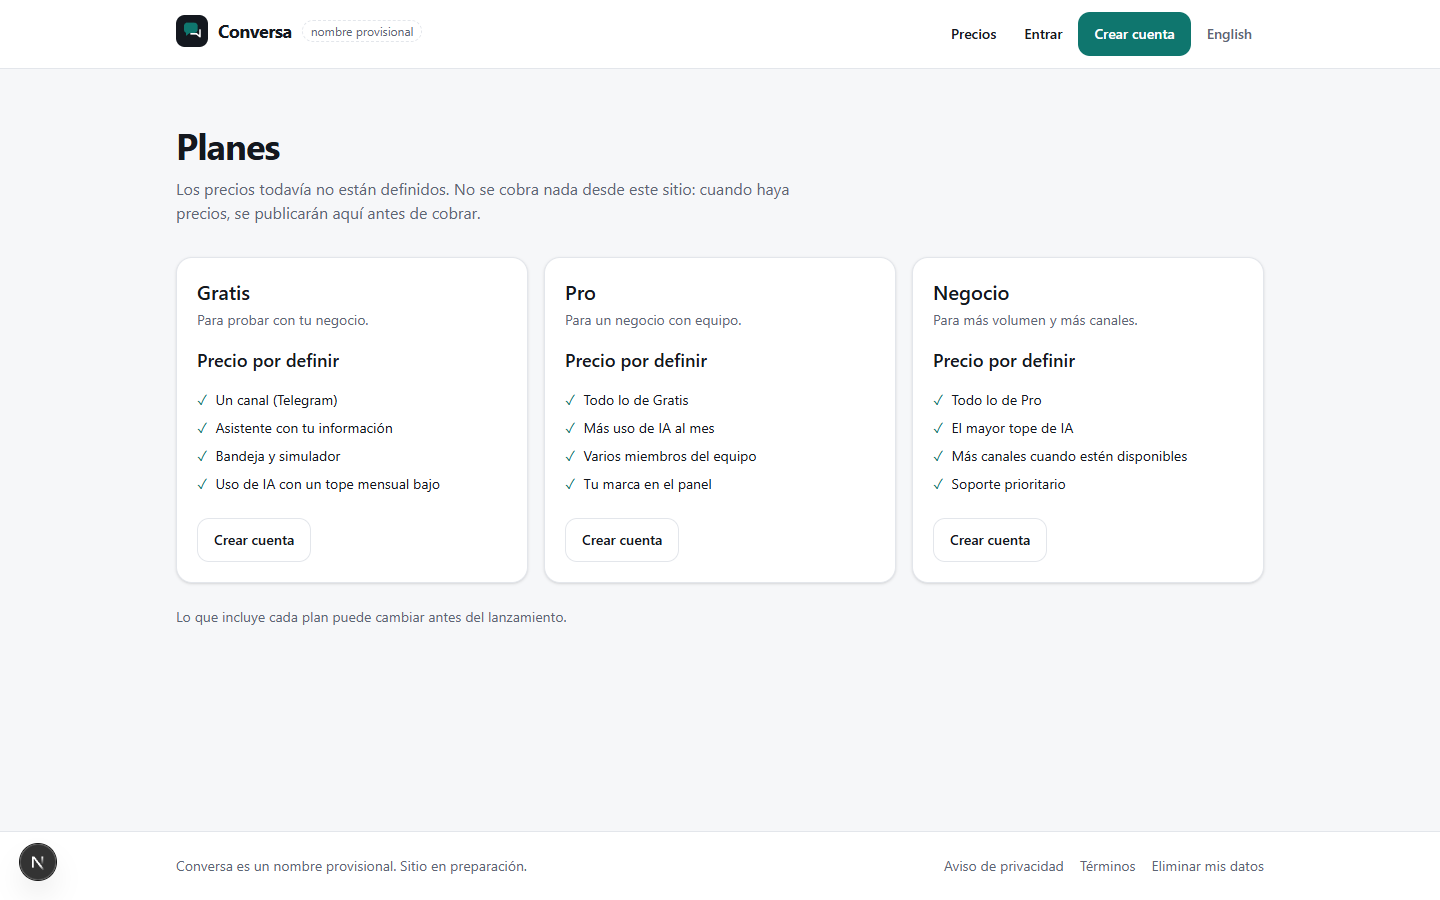 Conversa
nombre provisional
Precios
Entrar
Crear cuenta
English
Planes
Los precios todavía no están definidos. No se cobra nada desde este sitio: cuando haya
precios, se publicarán aquí antes de cobrar.
Gratis
Para probar con tu negocio.
Precio por definir
✓ Un canal (Telegram)
✓ Asistente con tu información
✓ Bandeja y simulador
✓ Uso de IA con un tope mensual bajo
Crear cuenta
Pro
Para un negocio con equipo.
Precio por definir
✓ Todo lo de Gratis
✓ Más uso de IA al mes
✓ Varios miembros del equipo
✓ Tu marca en el panel
Crear cuenta
Negocio
Para más volumen y más canales.
Precio por definir
✓ Todo lo de Pro
✓ El mayor tope de IA
✓ Más canales cuando estén disponibles
✓ Soporte prioritario
Crear cuenta
Lo que incluye cada plan puede cambiar antes del lanzamiento.
N
Conversa es un nombre provisional. Sitio en preparación.
Aviso de privacidad
Términos
Eliminar mis datos